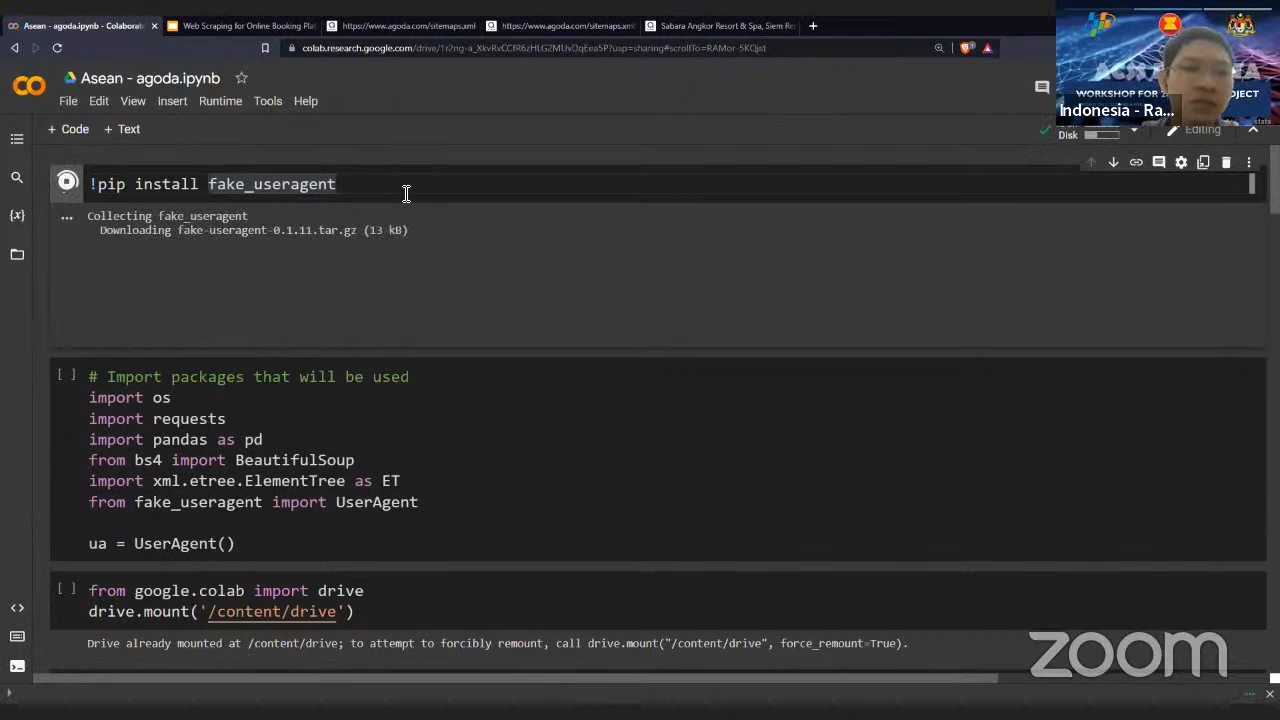 Asean - agoda.ipynb - Colaborat
Web Scraping for Online Booking Pla
https://www.agoda.com/sitemaps.xml
https://www.agoda.com/sitemaps.xml
Sabara Angkor Resort & Spa, Siem Re
Asean - agoda.ipynb
File Edit View Insert Runtime Tools Help
+ Code + Text
Disk
Editing
WORKSHOP FOR
Indonesia - Ra...
!pip install fake_useragent
Collecting fake_useragent
Downloading fake-useragent-0.1.11.tar.gz (13 kB)
[ ] # Import packages that will be used
import os
import requests
import pandas as pd
from bs4 import BeautifulSoup
import xml.etree.ElementTree as ET
from fake_useragent import UserAgent
ua = UserAgent()
[ ] from google.colab import drive
drive.mount('/content/drive')
Drive already mounted at /content/drive; to attempt to forcibly remount, call drive.mount("/content/drive", force_remount=True).
zoom